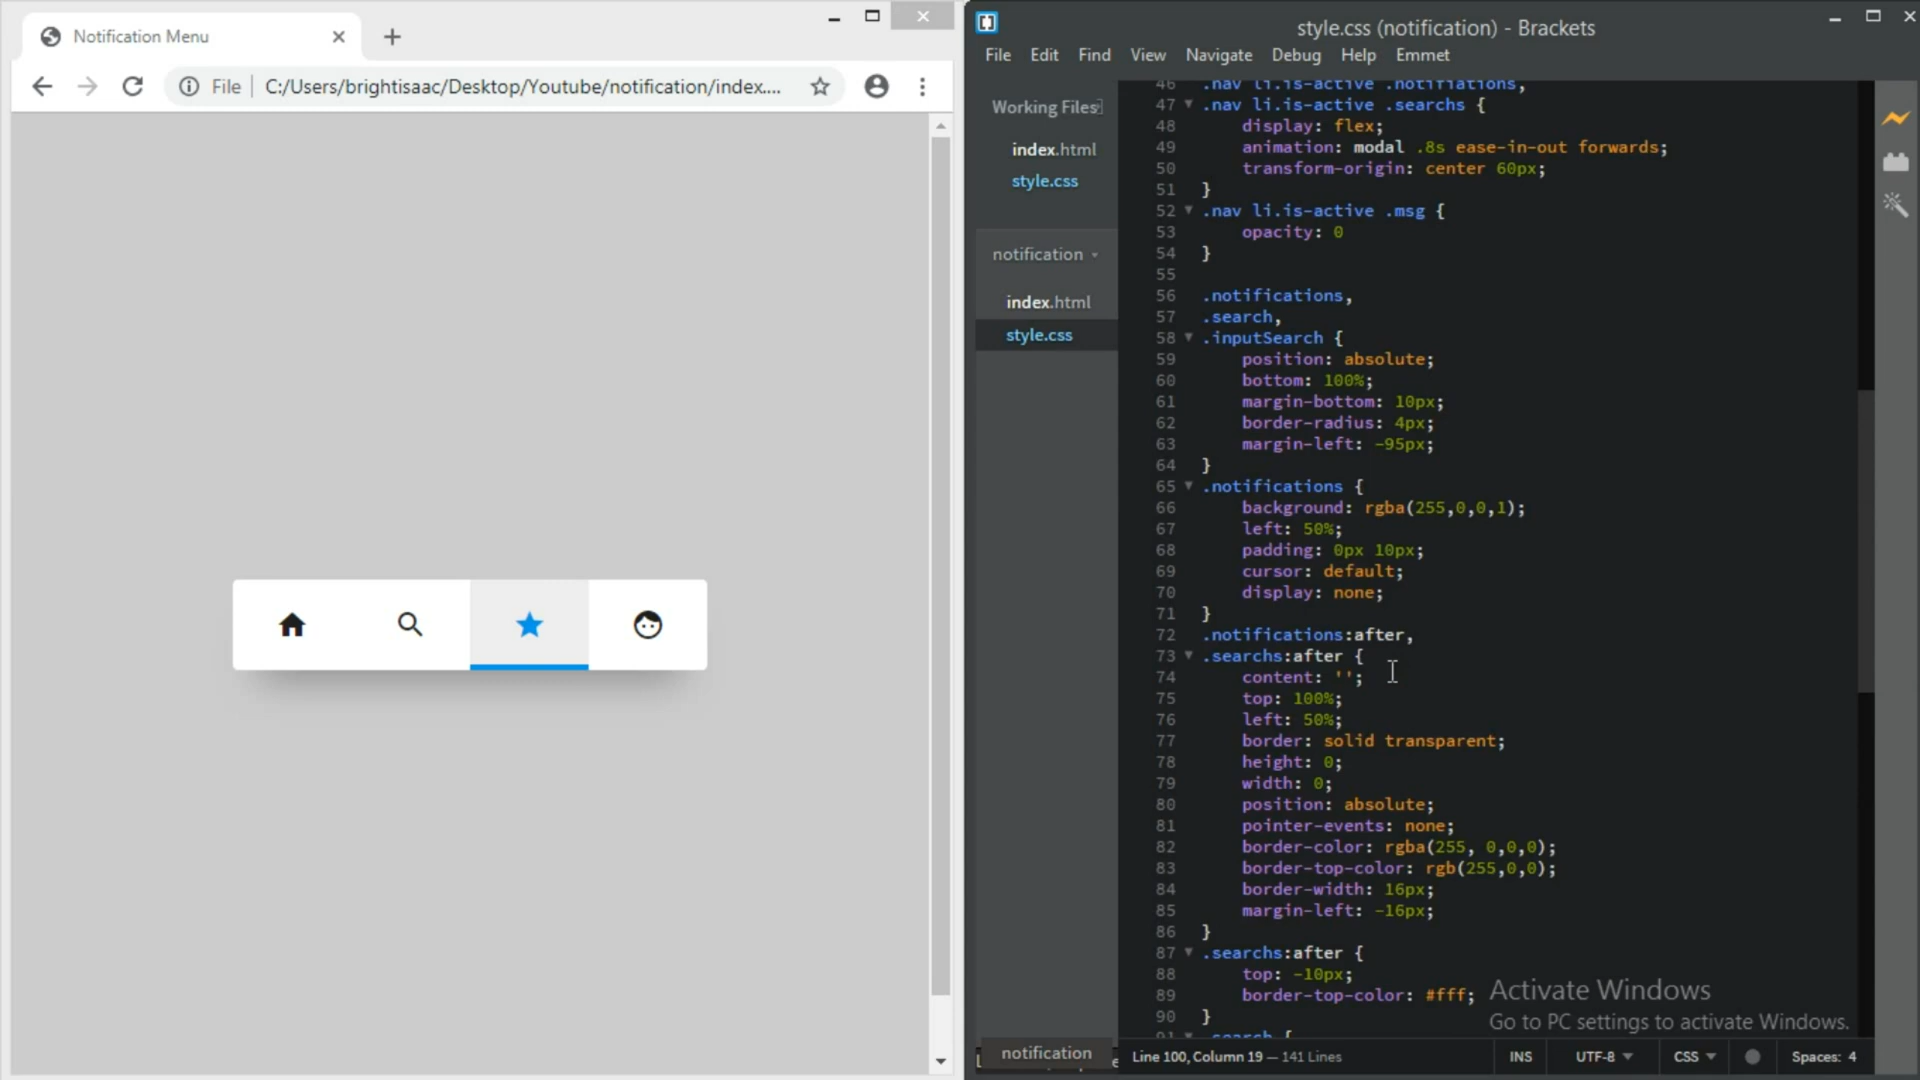 Notification Menu
File
C:/Users/brightisaac/Desktop/Youtube/notification/index....
style.css (notification) - Brackets
File Edit Find View Navigate Debug Help Emmet
Working Files
index.html
style.css
notification
index.html
style.css
46 .nav li.is-active .notifiations,
47 .nav li.is-active .searchs {
48 display: flex;
49 animation: modal .8s ease-in-out forwards;
50 transform-origin: center 60px;
51 }
52 .nav li.is-active .msg {
53 opacity: 0
54 }
55
56 .notifications,
57 .search,
58 .inputSearch {
59 position: absolute;
60 bottom: 100%;
61 margin-bottom: 10px;
62 border-radius: 4px;
63 margin-left: -95px;
64 }
65 .notifications {
66 background: rgba(255,0,0,1);
67 left: 50%;
68 padding: 0px 10px;
69 cursor: default;
70 display: none;
71 }
72 .notifications:after,
73 .searchs:after {
74 content: '';
75 top: 100%;
76 left: 50%;
77 border: solid transparent;
78 height: 0;
79 width: 0;
80 position: absolute;
81 pointer-events: none;
82 border-color: rgba(255, 0,0,0);
83 border-top-color: rgb(255,0,0);
84 border-width: 16px;
85 margin-left: -16px;
86 }
87 .searchs:after {
88 top: -10px;
89 border-top-color: #fff;
90 }
91 .search {
Activate Windows
Go to PC settings to activate Windows.
notification
Line 100, Column 19 — 141 Lines
INS
UTF-8
CSS
Spaces: 4